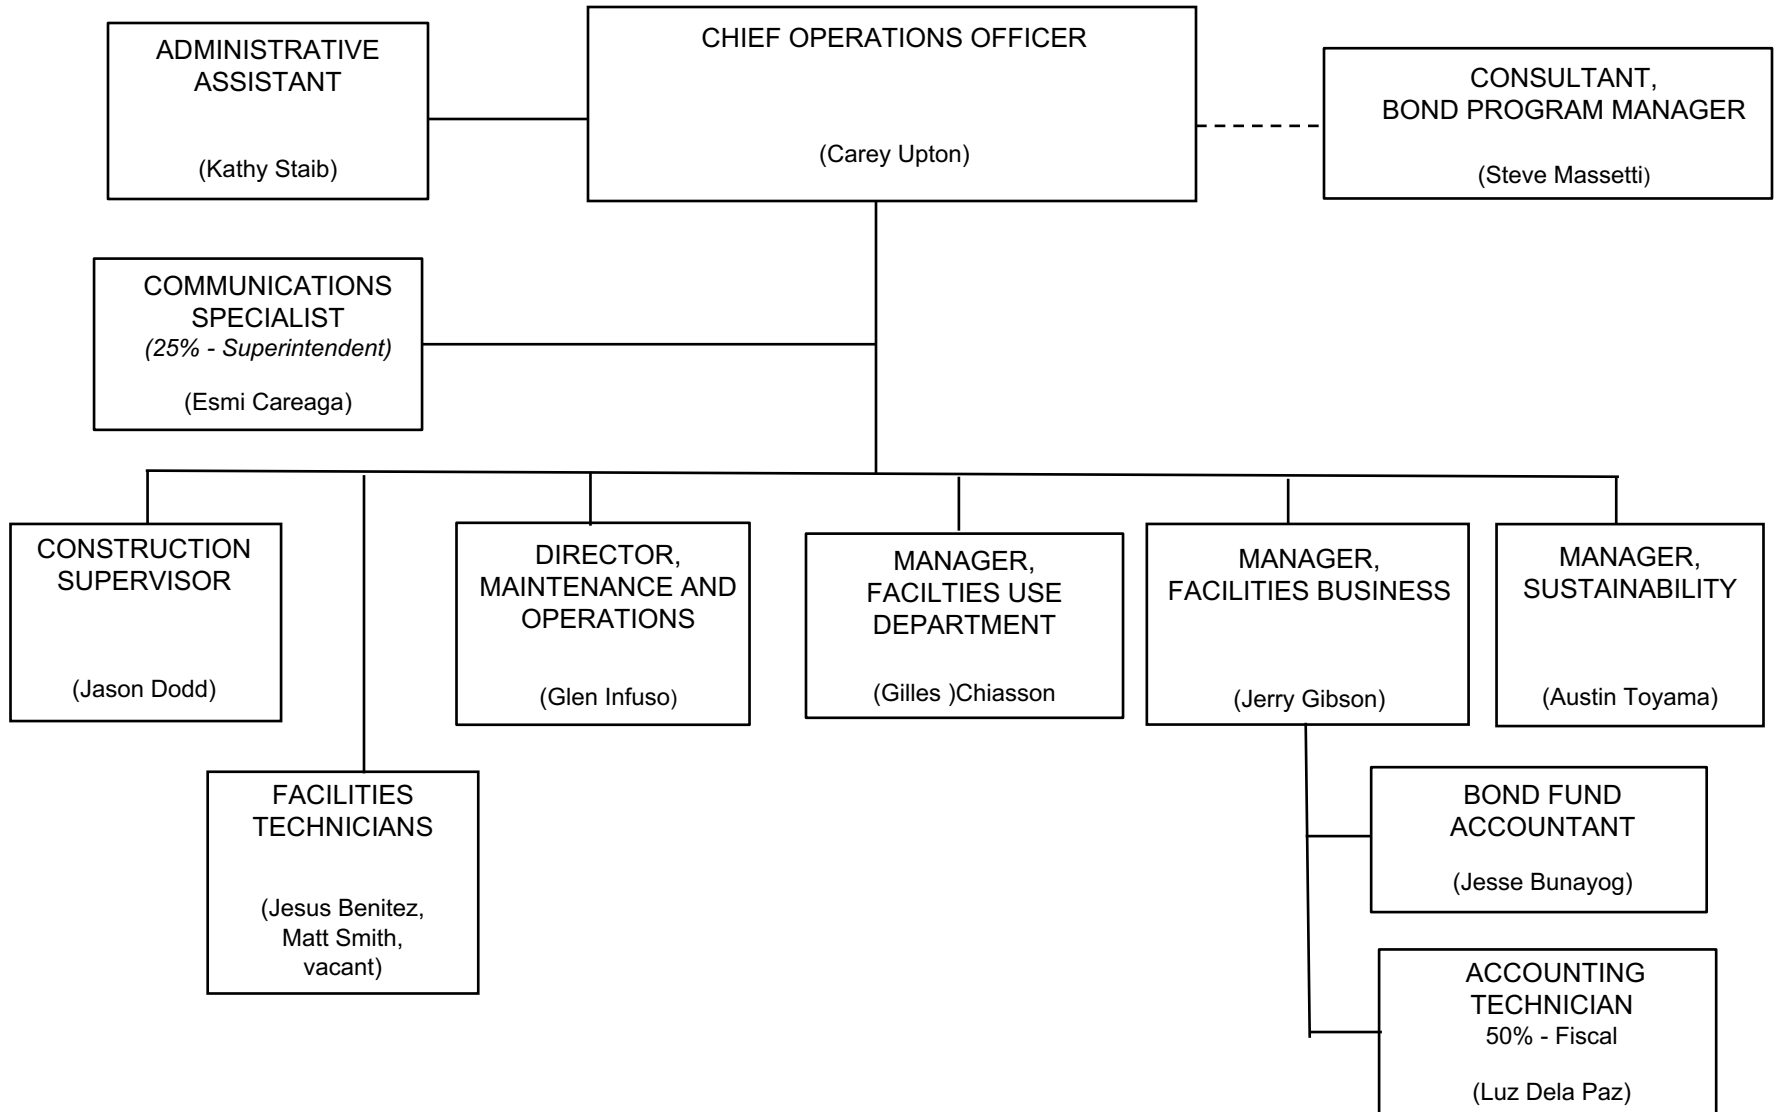 ADMINISTRATIVE
ASSISTANT
(Kathy Staib)
CHIEF OPERATIONS OFFICER
(Carey Upton)
CONSULTANT,
BOND PROGRAM MANAGER
(Steve Massetti)
COMMUNICATIONS
SPECIALIST
(25% - Superintendent)
(Esmi Careaga)
CONSTRUCTION
SUPERVISOR
(Jason Dodd)
FACILITIES
TECHNICIANS
(Jesus Benitez,
Matt Smith,
vacant)
DIRECTOR,
MAINTENANCE AND
OPERATIONS
(Glen Infuso)
MANAGER,
FACILTIES USE
DEPARTMENT
(Gilles )Chiasson
MANAGER,
FACILITIES BUSINESS
(Jerry Gibson)
MANAGER,
SUSTAINABILITY
(Austin Toyama)
BOND FUND
ACCOUNTANT
(Jesse Bunayog)
ACCOUNTING
TECHNICIAN
50% - Fiscal
(Luz Dela Paz)